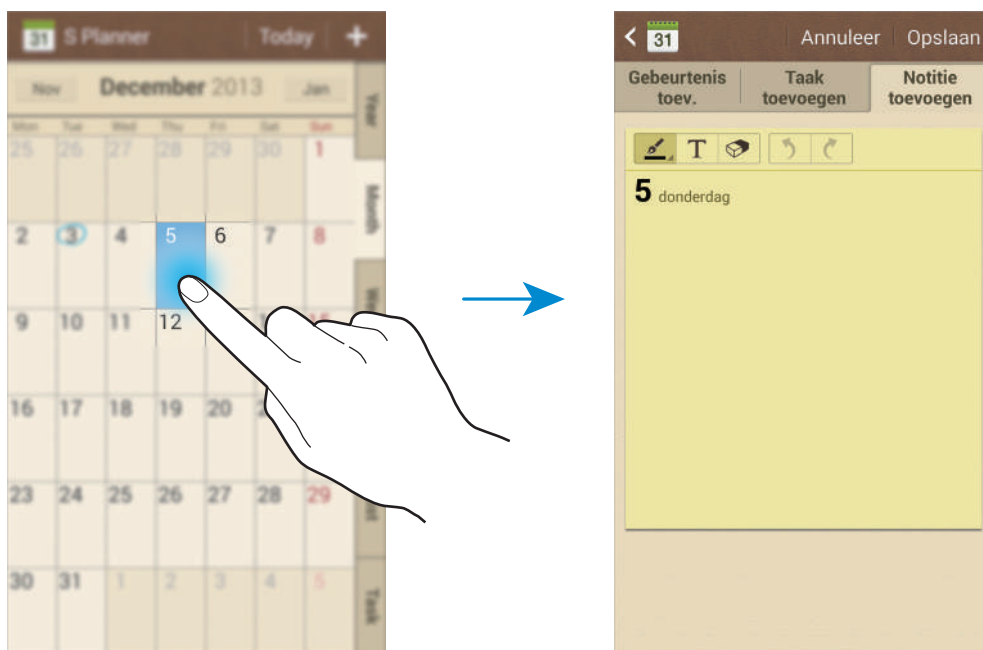 31 S Planner Today +
Nov December 2013 Jan
Mon Tue Wed Thu Fri Sat Sun
25 26 27 28 29 30 1
2 3 4 5 6 7 8
9 10 11 12
16 17 18 19 20
23 24 25 26 27 28 29
30 31 1 2 3 4 5
Year
Month
Task
31 Annuleer Opslaan
Gebeurtenis toev. Taak toevoegen Notitie toevoegen
T
5 donderdag